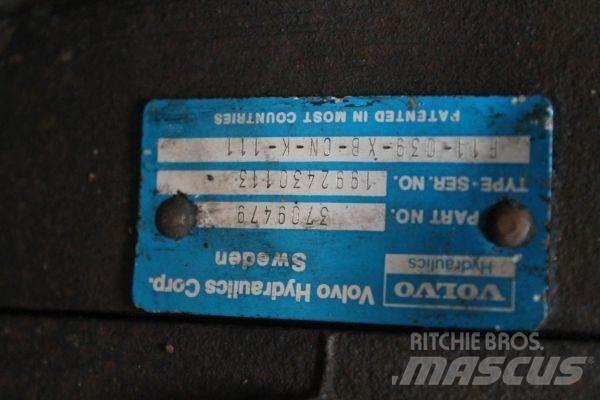 VOLVO
Hydraulics
Volvo Hydraulics Corp.
Sweden
PART NO. 3709479
TYPE-SER. NO. 1992430113
F11-039-XB-CN-K-111
PATENTED IN MOST COUNTRIES
RITCHIE BROS.
MASCUS